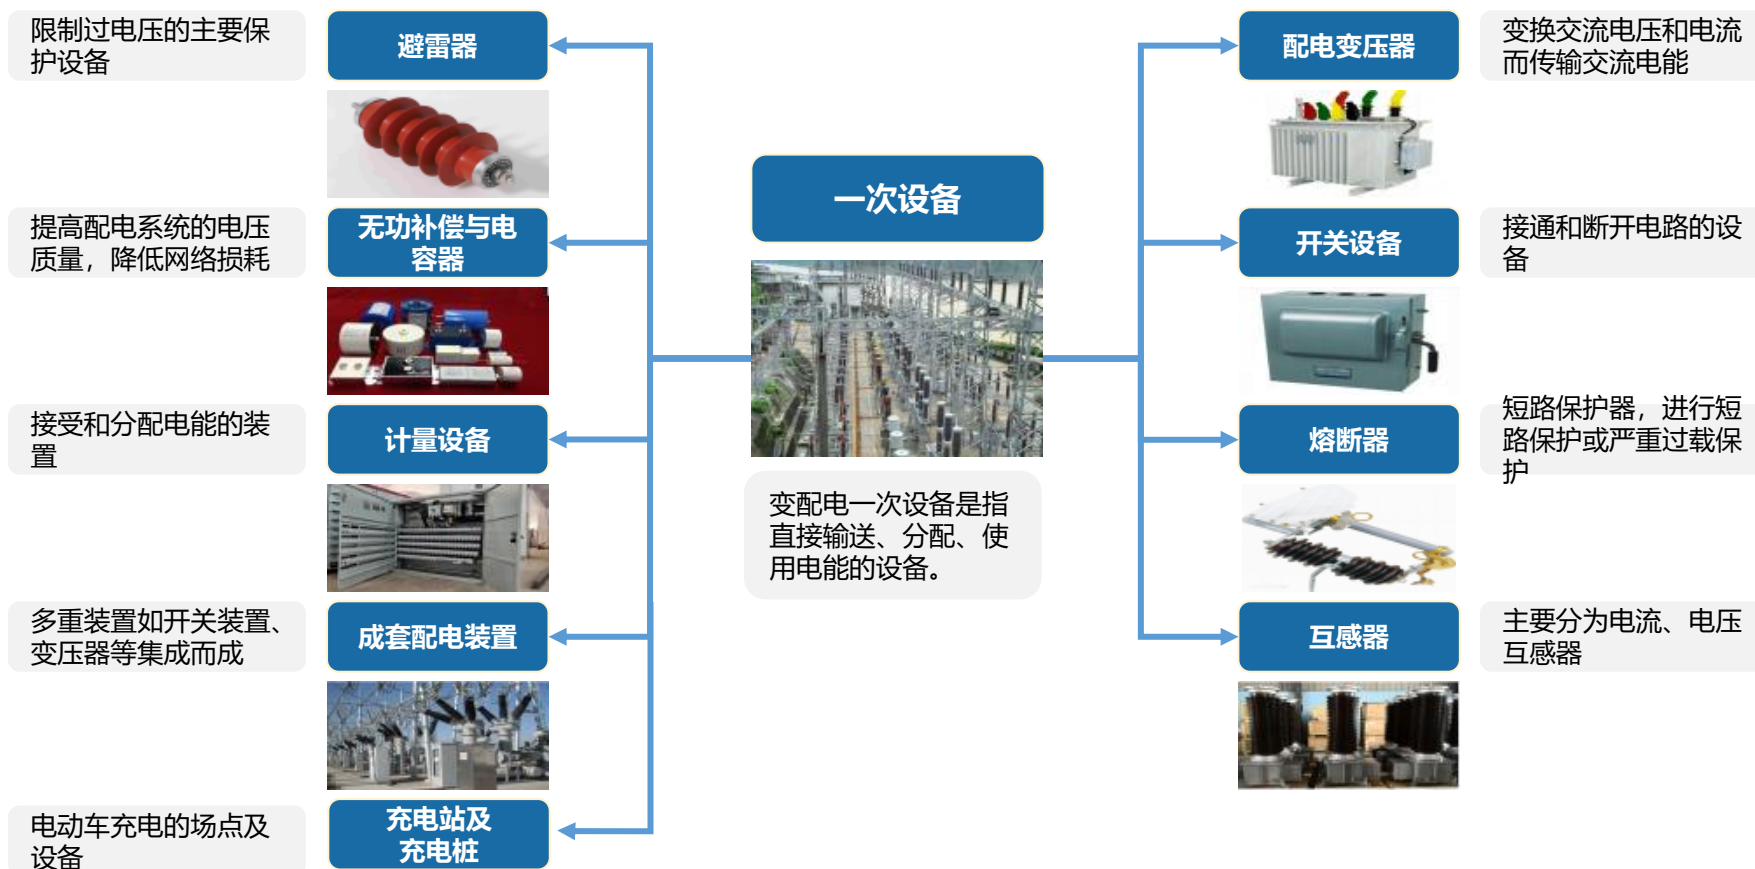 限制过电压的主要保
护设备
避雷器
提高配电系统的电压
质量，降低网络损耗
无功补偿与电
容器
接受和分配电能的装
置
计量设备
多重装置如开关装置、
变压器等集成而成
成套配电装置
电动车充电的场点及
设备
充电站及
充电桩
一次设备
变配电一次设备是指
直接输送、分配、使
用电能的设备。
配电变压器
变换交流电压和电流
而传输交流电能
开关设备
接通和断开电路的设
备
熔断器
短路保护器，进行短
路保护或严重过载保
护
互感器
主要分为电流、电压
互感器